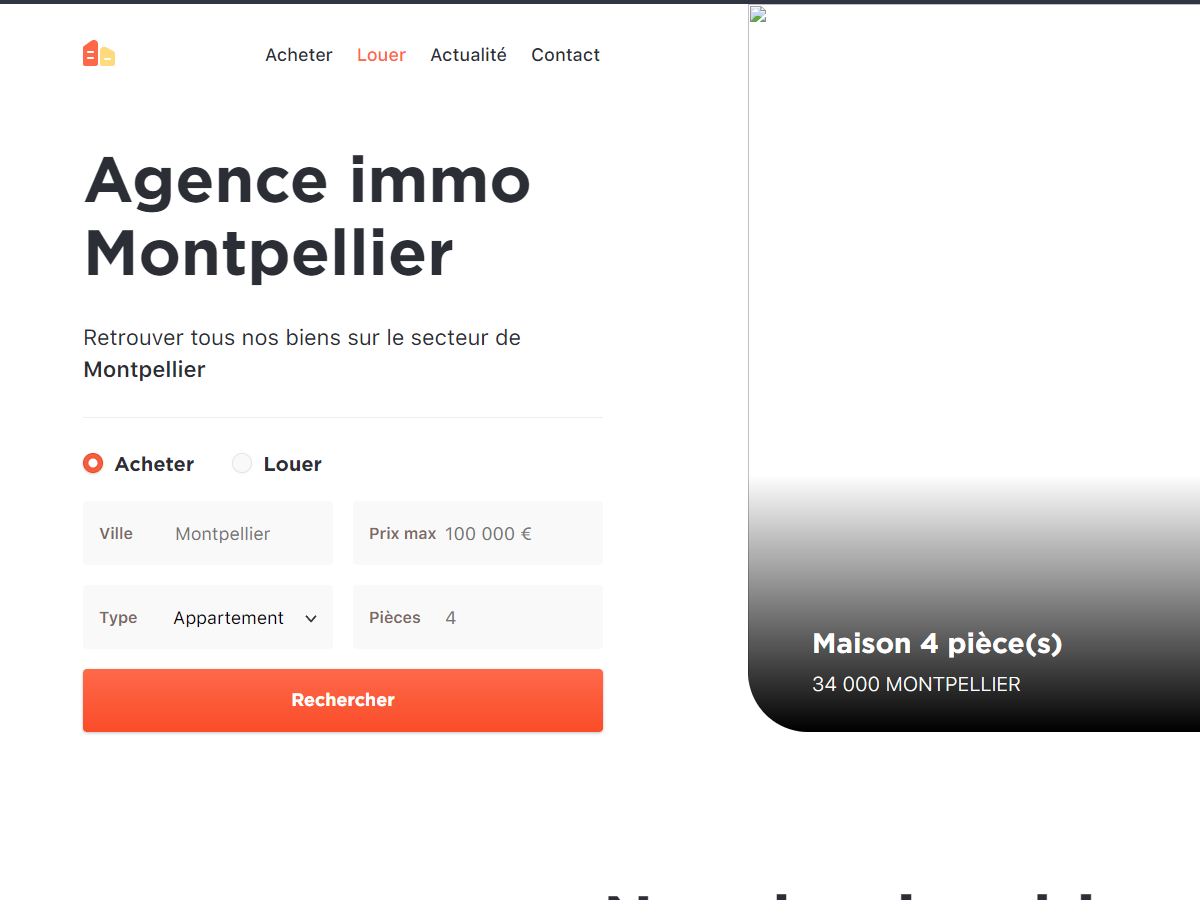 Acheter Louer Actualité Contact
Agence immo
Montpellier
Retrouver tous nos biens sur le secteur de
Montpellier
Acheter Louer
Ville Montpellier Prix max 100 000 €
Type Appartement Pièces 4
Rechercher
Maison 4 pièce(s)
34 000 MONTPELLIER